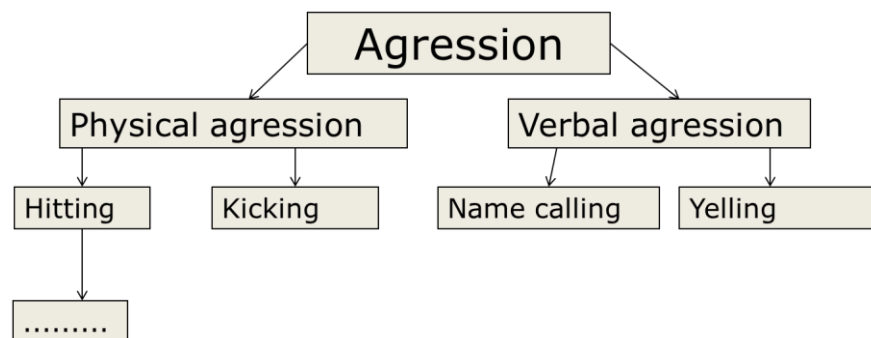 Agression
Physical agression
Verbal agression
Hitting
Kicking
Name calling
Yelling
.........